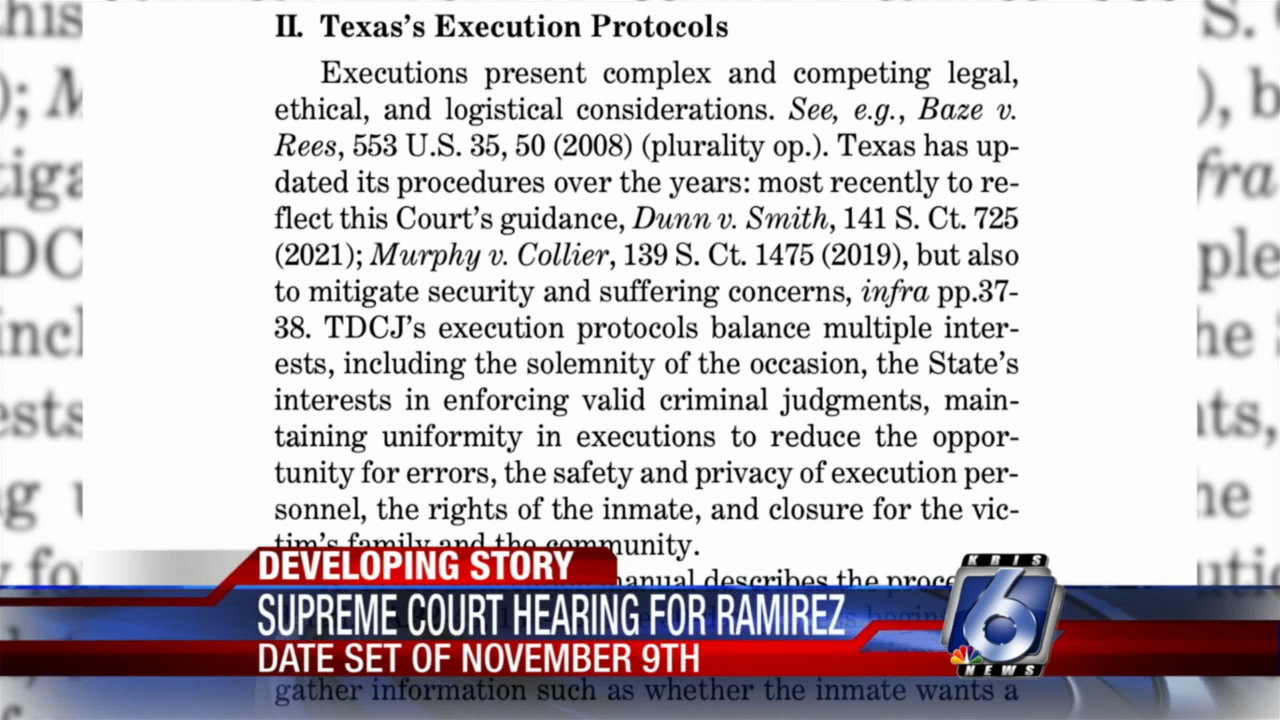 II. Texas's Execution Protocols
Executions present complex and competing legal,
ethical, and logistical considerations. See, e.g., Baze v.
Rees, 553 U.S. 35, 50 (2008) (plurality op.). Texas has up-
dated its procedures over the years: most recently to re-
flect this Court's guidance, Dunn v. Smith, 141 S. Ct. 725
(2021); Murphy v. Collier, 139 S. Ct. 1475 (2019), but also
to mitigate security and suffering concerns, infra pp.37-
38. TDCJ's execution protocols balance multiple inter-
ests, including the solemnity of the occasion, the State's
interests in enforcing valid criminal judgments, main-
taining uniformity in executions to reduce the oppor-
tunity for errors, the safety and privacy of execution per-
sonnel, the rights of the inmate, and closure for the vic-
tim's family and the community.
describes the
DEVELOPING STORY
SUPREME COURT HEARING FOR RAMIREZ
DATE SET OF NOVEMBER 9TH
KRIS
6
NEWS
gather information such as whether the inmate wants a